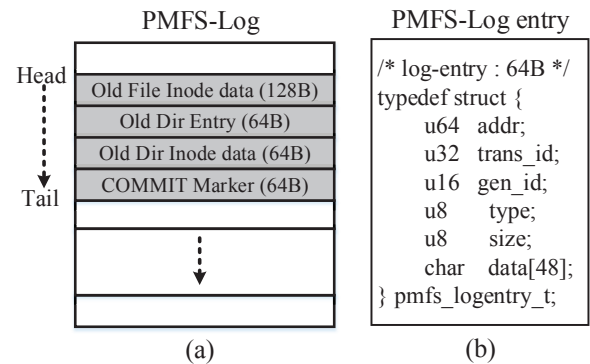 PMFS-Log
Head
Old File Inode data (128B)
Old Dir Entry (64B)
Old Dir Inode data (64B)
COMMIT Marker (64B)
Tail
(a)
PMFS-Log entry
/* log-entry : 64B */
typedef struct {
u64 addr;
u32 trans_id;
u16 gen_id;
u8 type;
u8 size;
char data[48];
} pmfs_logentry_t;
(b)